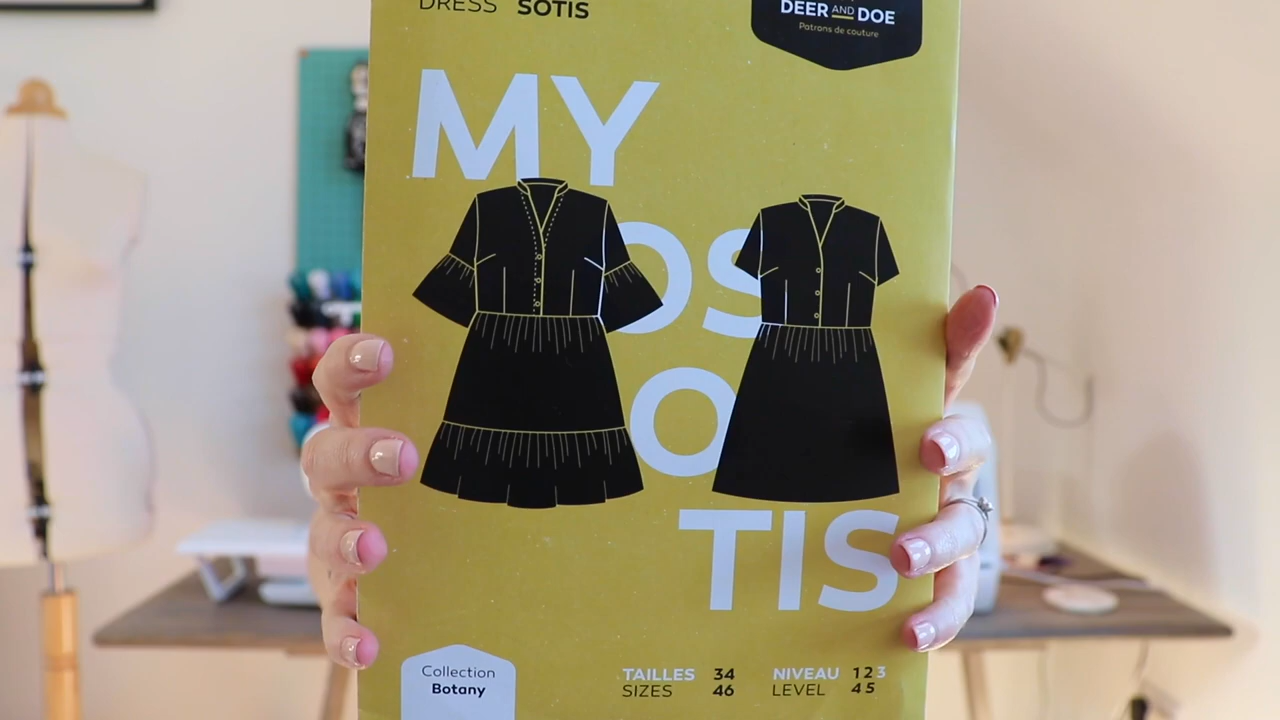 DRESS SOTIS
DEER AND DOE
Patrons de couture
MY
OS
O
TIS
Collection
Botany
TAILLES 34
SIZES 46
NIVEAU 1 2 3
LEVEL 4 5